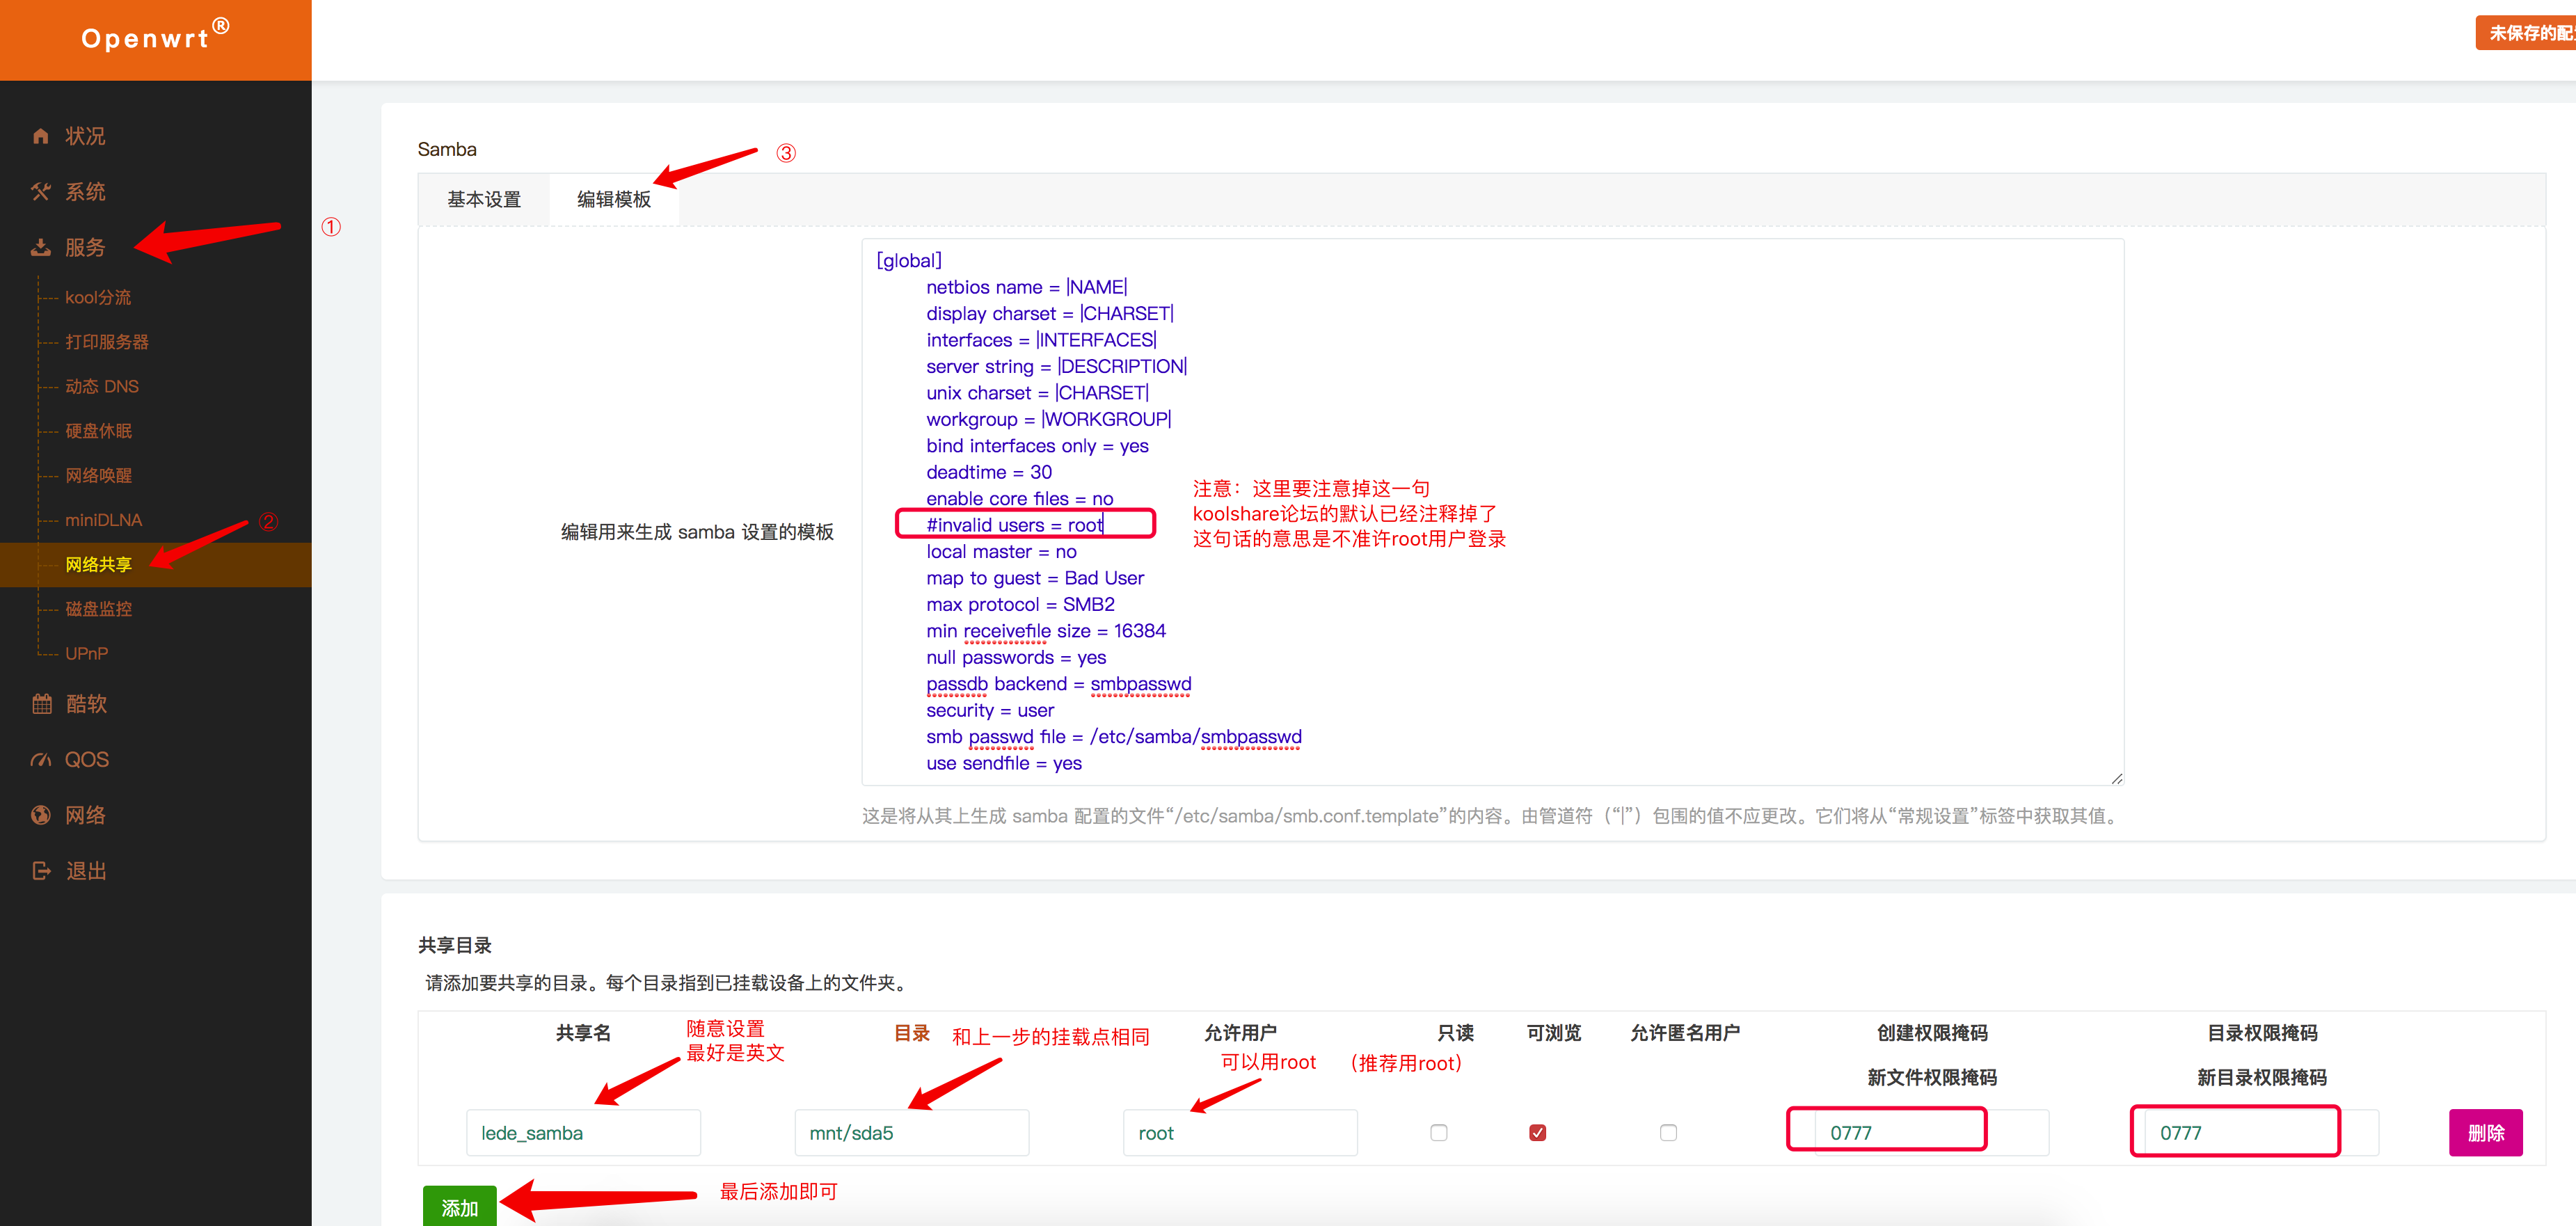 Openwrt®
未保存的配
状况
系统
服务
①
kool分流
打印服务器
动态 DNS
硬盘休眠
网络唤醒
miniDLNA
②
网络共享
磁盘监控
UPnP
酷软
QOS
网络
退出
Samba
③
基本设置
编辑模板
编辑用来生成 samba 设置的模板
[global]
netbios name = |NAME|
display charset = |CHARSET|
interfaces = |INTERFACES|
server string = |DESCRIPTION|
unix charset = |CHARSET|
workgroup = |WORKGROUP|
bind interfaces only = yes
deadtime = 30
enable core files = no
#invalid users = root
local master = no
map to guest = Bad User
max protocol = SMB2
min receivefile size = 16384
null passwords = yes
passdb backend = smbpasswd
security = user
smb passwd file = /etc/samba/smbpasswd
use sendfile = yes
注意：这里要注意掉这一句
koolshare论坛的默认已经注释掉了
这句话的意思是不准许root用户登录
这是将从其上生成 samba 配置的文件“/etc/samba/smb.conf.template”的内容。由管道符（“|”）包围的值不应更改。它们将从“常规设置”标签中获取其值。
共享目录
请添加要共享的目录。每个目录指到已挂载设备上的文件夹。
共享名
随意设置
最好是英文
目录
和上一步的挂载点相同
允许用户
可以用root （推荐用root）
只读
可浏览
允许匿名用户
创建权限掩码
目录权限掩码
新文件权限掩码
新目录权限掩码
lede_samba
mnt/sda5
root
0777
0777
删除
添加
最后添加即可